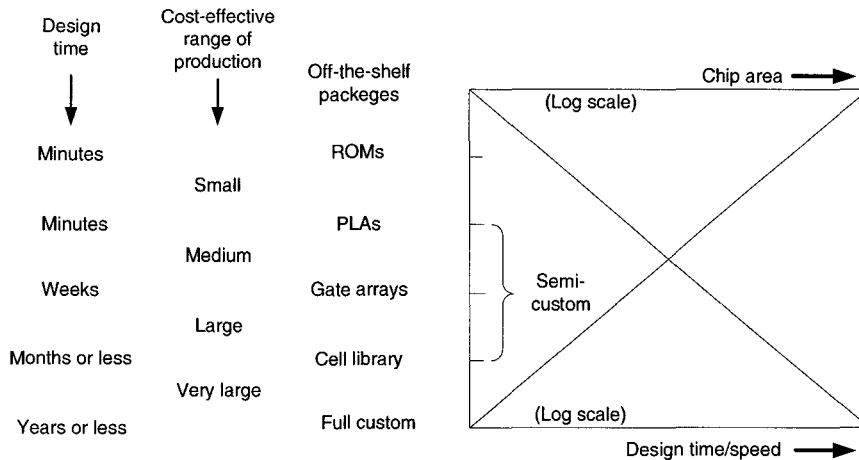 Design
time
Cost-effective
range of
production
Off-the-shelf
packeges
Chip area
(Log scale)
Minutes
ROMs
Small
Minutes
PLAs
Medium
Weeks
Gate arrays
Semi-
custom
Large
Months or less
Cell library
Very large
Years or less
Full custom
(Log scale)
Design time/speed